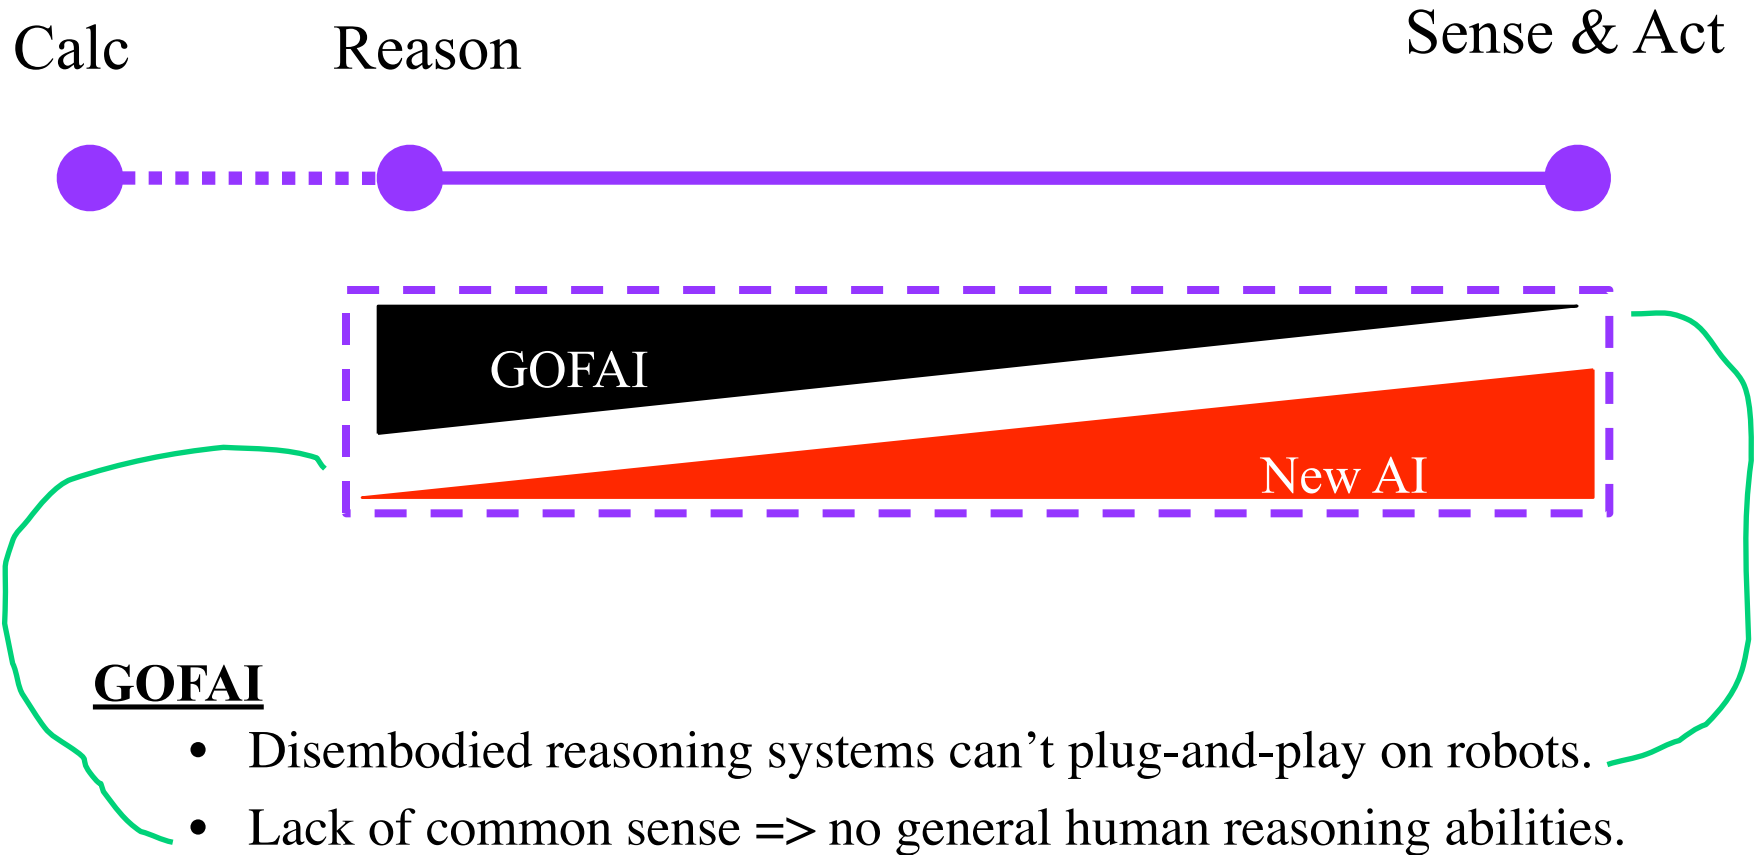 Calc Reason Sense & Act
GOFAI
New AI
GOFAI
• Disembodied reasoning systems can’t plug-and-play on robots.
• Lack of common sense => no general human reasoning abilities.